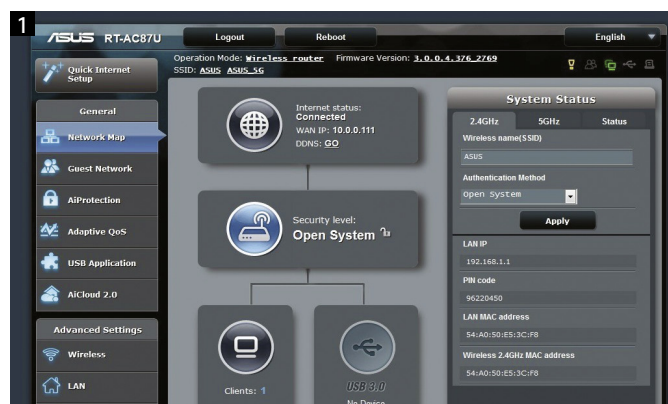 1
ASUS RT-AC87U Logout Reboot English
Operation Mode: Wireless router Firmware Version: 3.0.0.4.376_2769
SSID: ASUS ASUS_5G
Quick Internet
Setup
General
Network Map
Guest Network
AiProtection
Adaptive QoS
USB Application
AiCloud 2.0
Advanced Settings
Wireless
LAN
Internet status:
Connected
WAN IP: 10.0.0.111
DDNS: GO
Security level:
Open System
Clients: 1
USB 3.0
No Device
System Status
2.4GHz 5GHz Status
Wireless name(SSID)
ASUS
Authentication Method
Open System
Apply
LAN IP
192.168.1.1
PIN code
96220450
LAN MAC address
54:A0:50:E5:3C:F8
Wireless 2.4GHz MAC address
54:A0:50:E5:3C:F8